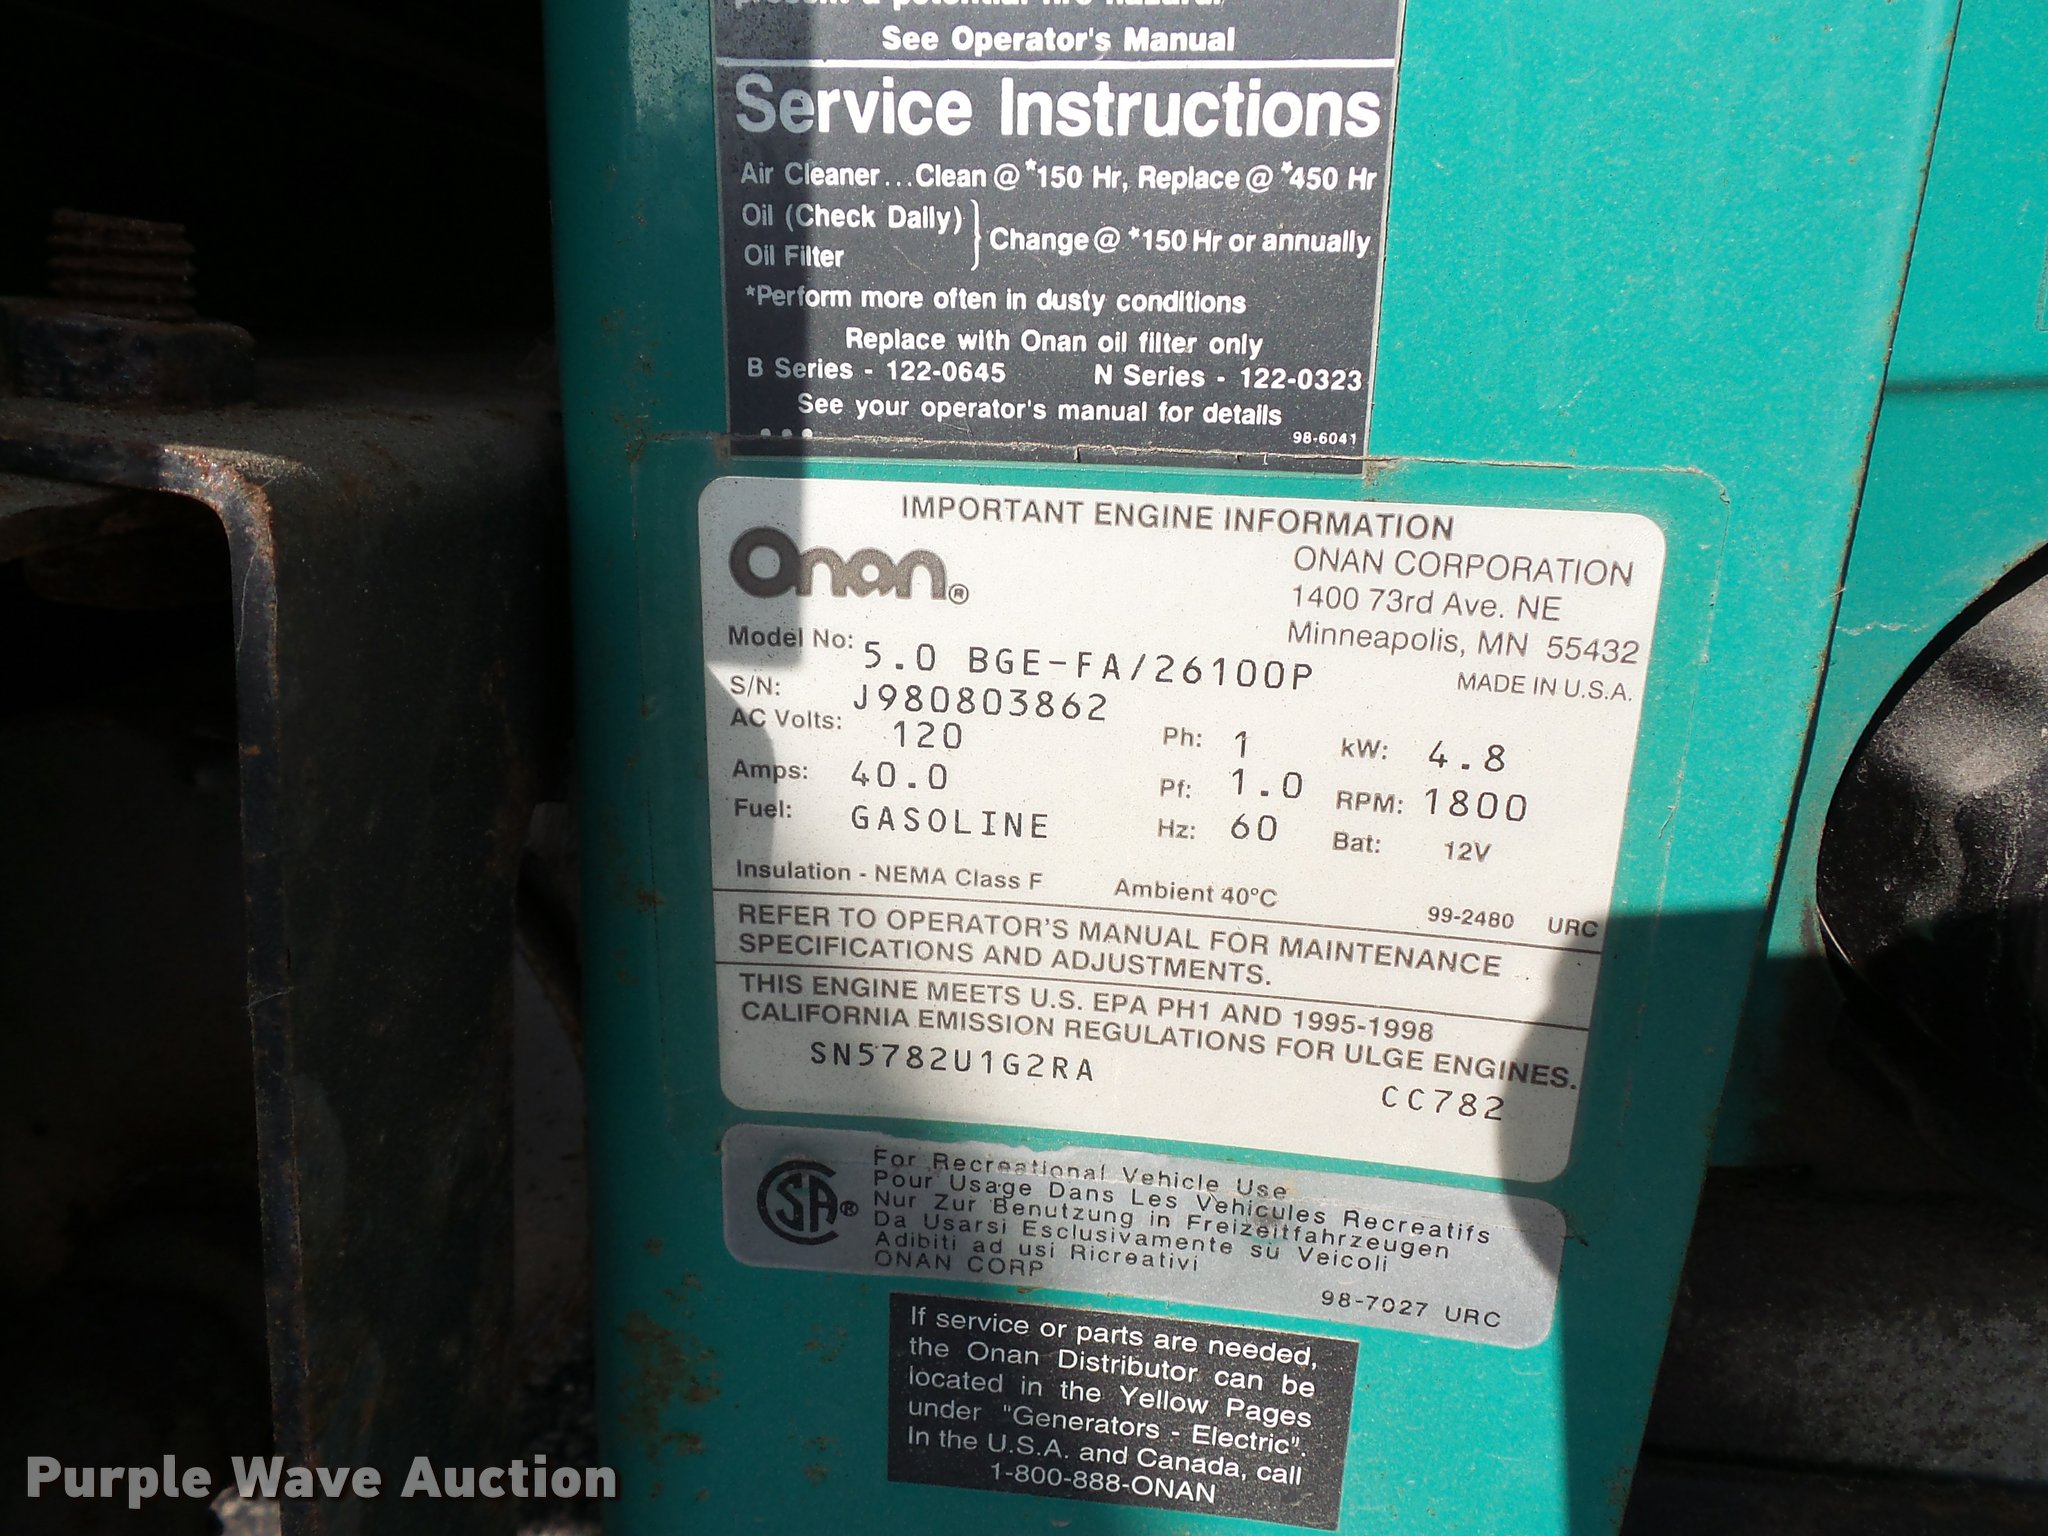 See Operator's Manual
Service Instructions
Air Cleaner...Clean @ *150 Hr, Replace @ *450 Hr
Oil (Check Daily)
Oil Filter
Change @ *150 Hr or annually
*Perform more often in dusty conditions
Replace with Onan oil filter only
B Series - 122-0645 N Series - 122-0323
See your operator's manual for details
98-6041
IMPORTANT ENGINE INFORMATION
Onan®
ONAN CORPORATION
1400 73rd Ave. NE
Minneapolis, MN 55432
MADE IN U.S.A.
Model No: 5.0 BGE-FA/26100P
S/N: J980803862
AC Volts: 120 Ph: 1 kW: 4.8
Amps: 40.0 Pf: 1.0 RPM: 1800
Fuel: GASOLINE Hz: 60 Bat: 12V
Insulation - NEMA Class F Ambient 40°C
99-2480 URC
REFER TO OPERATOR'S MANUAL FOR MAINTENANCE
SPECIFICATIONS AND ADJUSTMENTS.
THIS ENGINE MEETS U.S. EPA PH1 AND 1995-1998
CALIFORNIA EMISSION REGULATIONS FOR ULGE ENGINES.
SN5782U1G2RA
CC782
SA®
For Recreational Vehicle Use
Pour Usage Dans Les Vehicules Recreatifs
Nur Zur Benutzung in Freizeitfahrzeugen
Da Usarsi Esclusivamente su Veicoli
Adibiti ad usi Ricreativi
ONAN CORP
98-7027 URC
If service or parts are needed,
the Onan Distributor can be
located in the Yellow Pages
under "Generators - Electric".
In the U.S.A. and Canada, call
1-800-888-ONAN
Purple Wave Auction